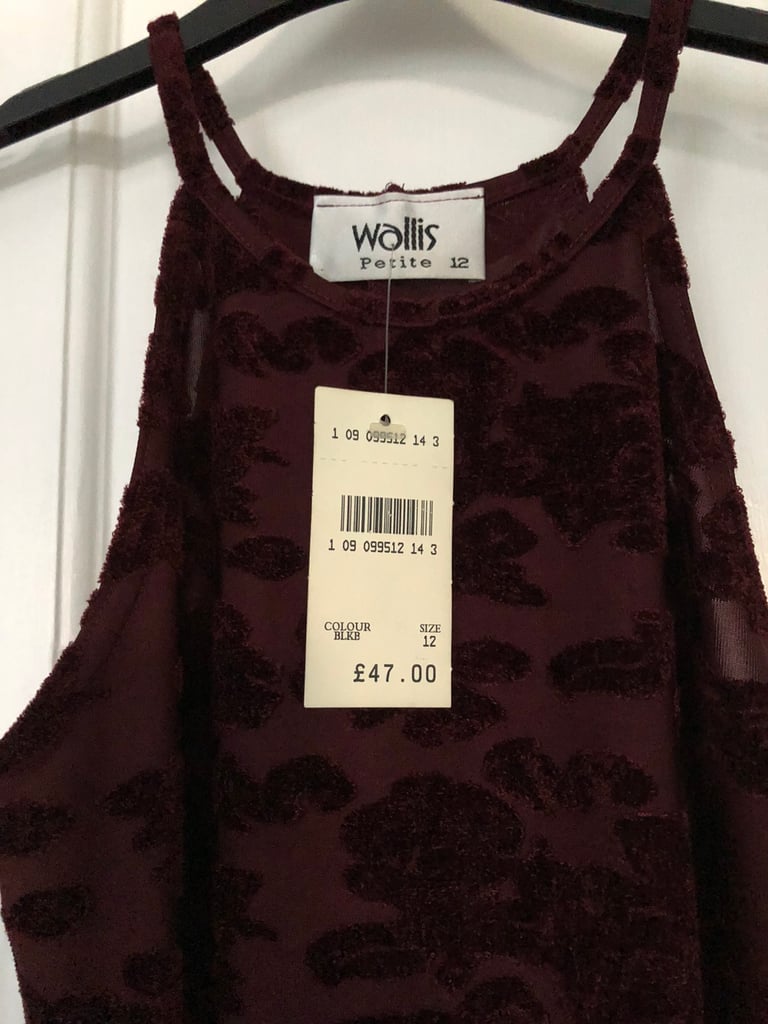 Wallis
Petite 12
1 09 099512 14 3
1 09 099512 14 3
COLOUR SIZE
BLKB 12
£47.00